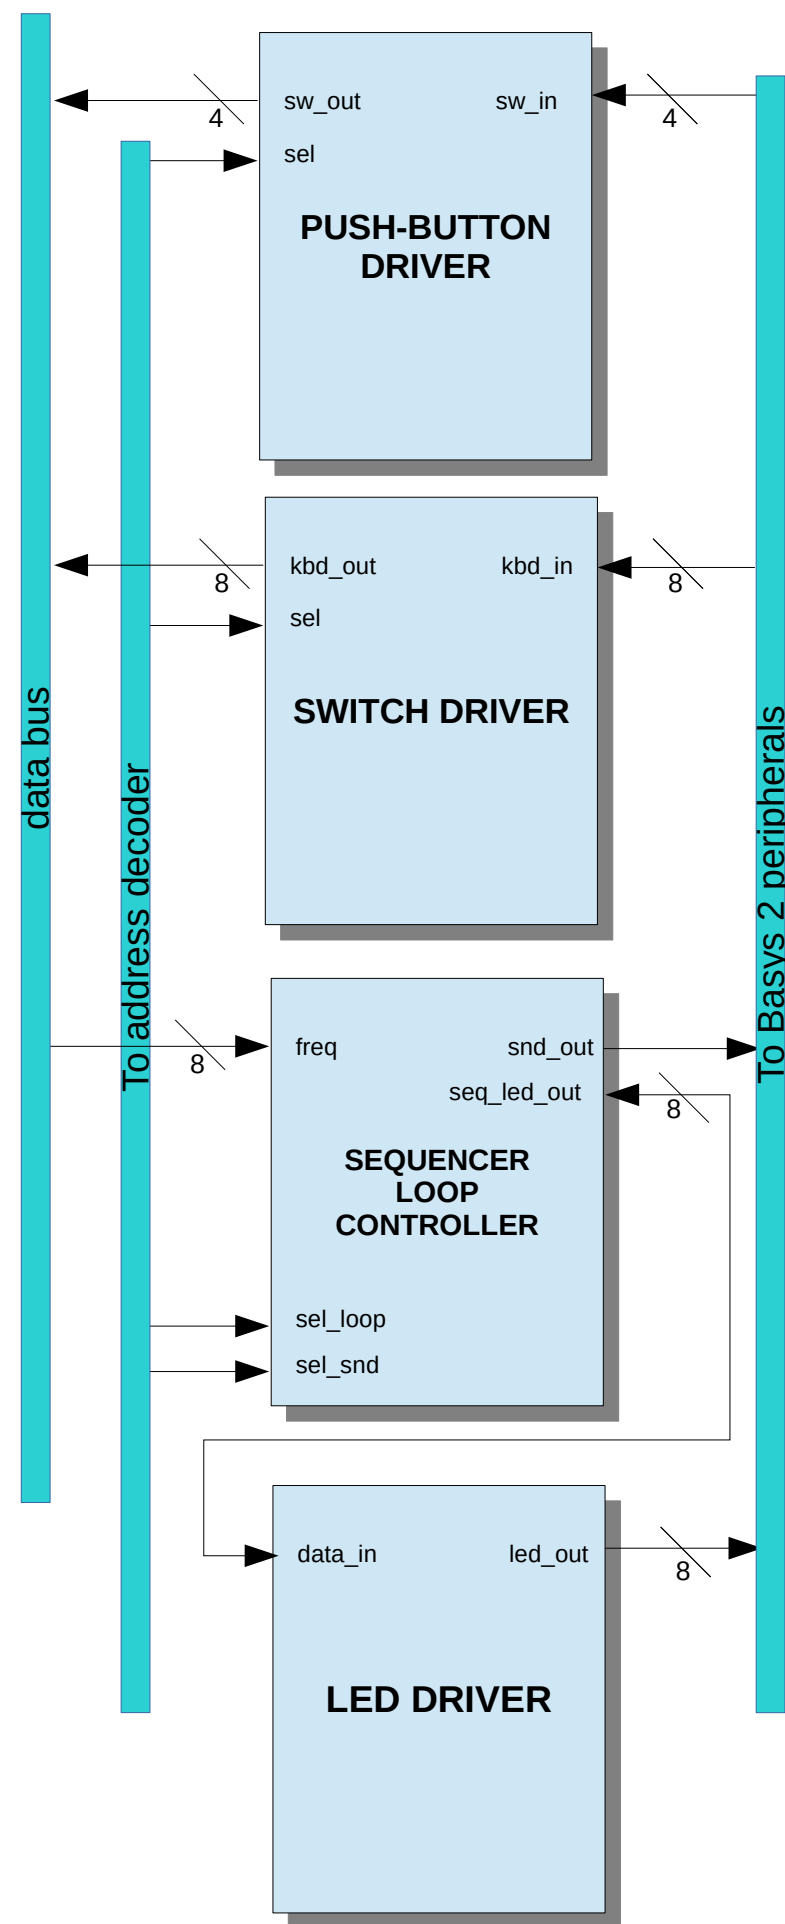 sw_out
sw_in
4
4
sel
PUSH-BUTTON
DRIVER
kbd_out
kbd_in
8
8
sel
SWITCH DRIVER
data bus
To address decoder
To Basys 2 peripherals
freq
snd_out
8
seq_led_out
8
SEQUENCER
LOOP
CONTROLLER
sel_loop
sel_snd
data_in
led_out
8
LED DRIVER